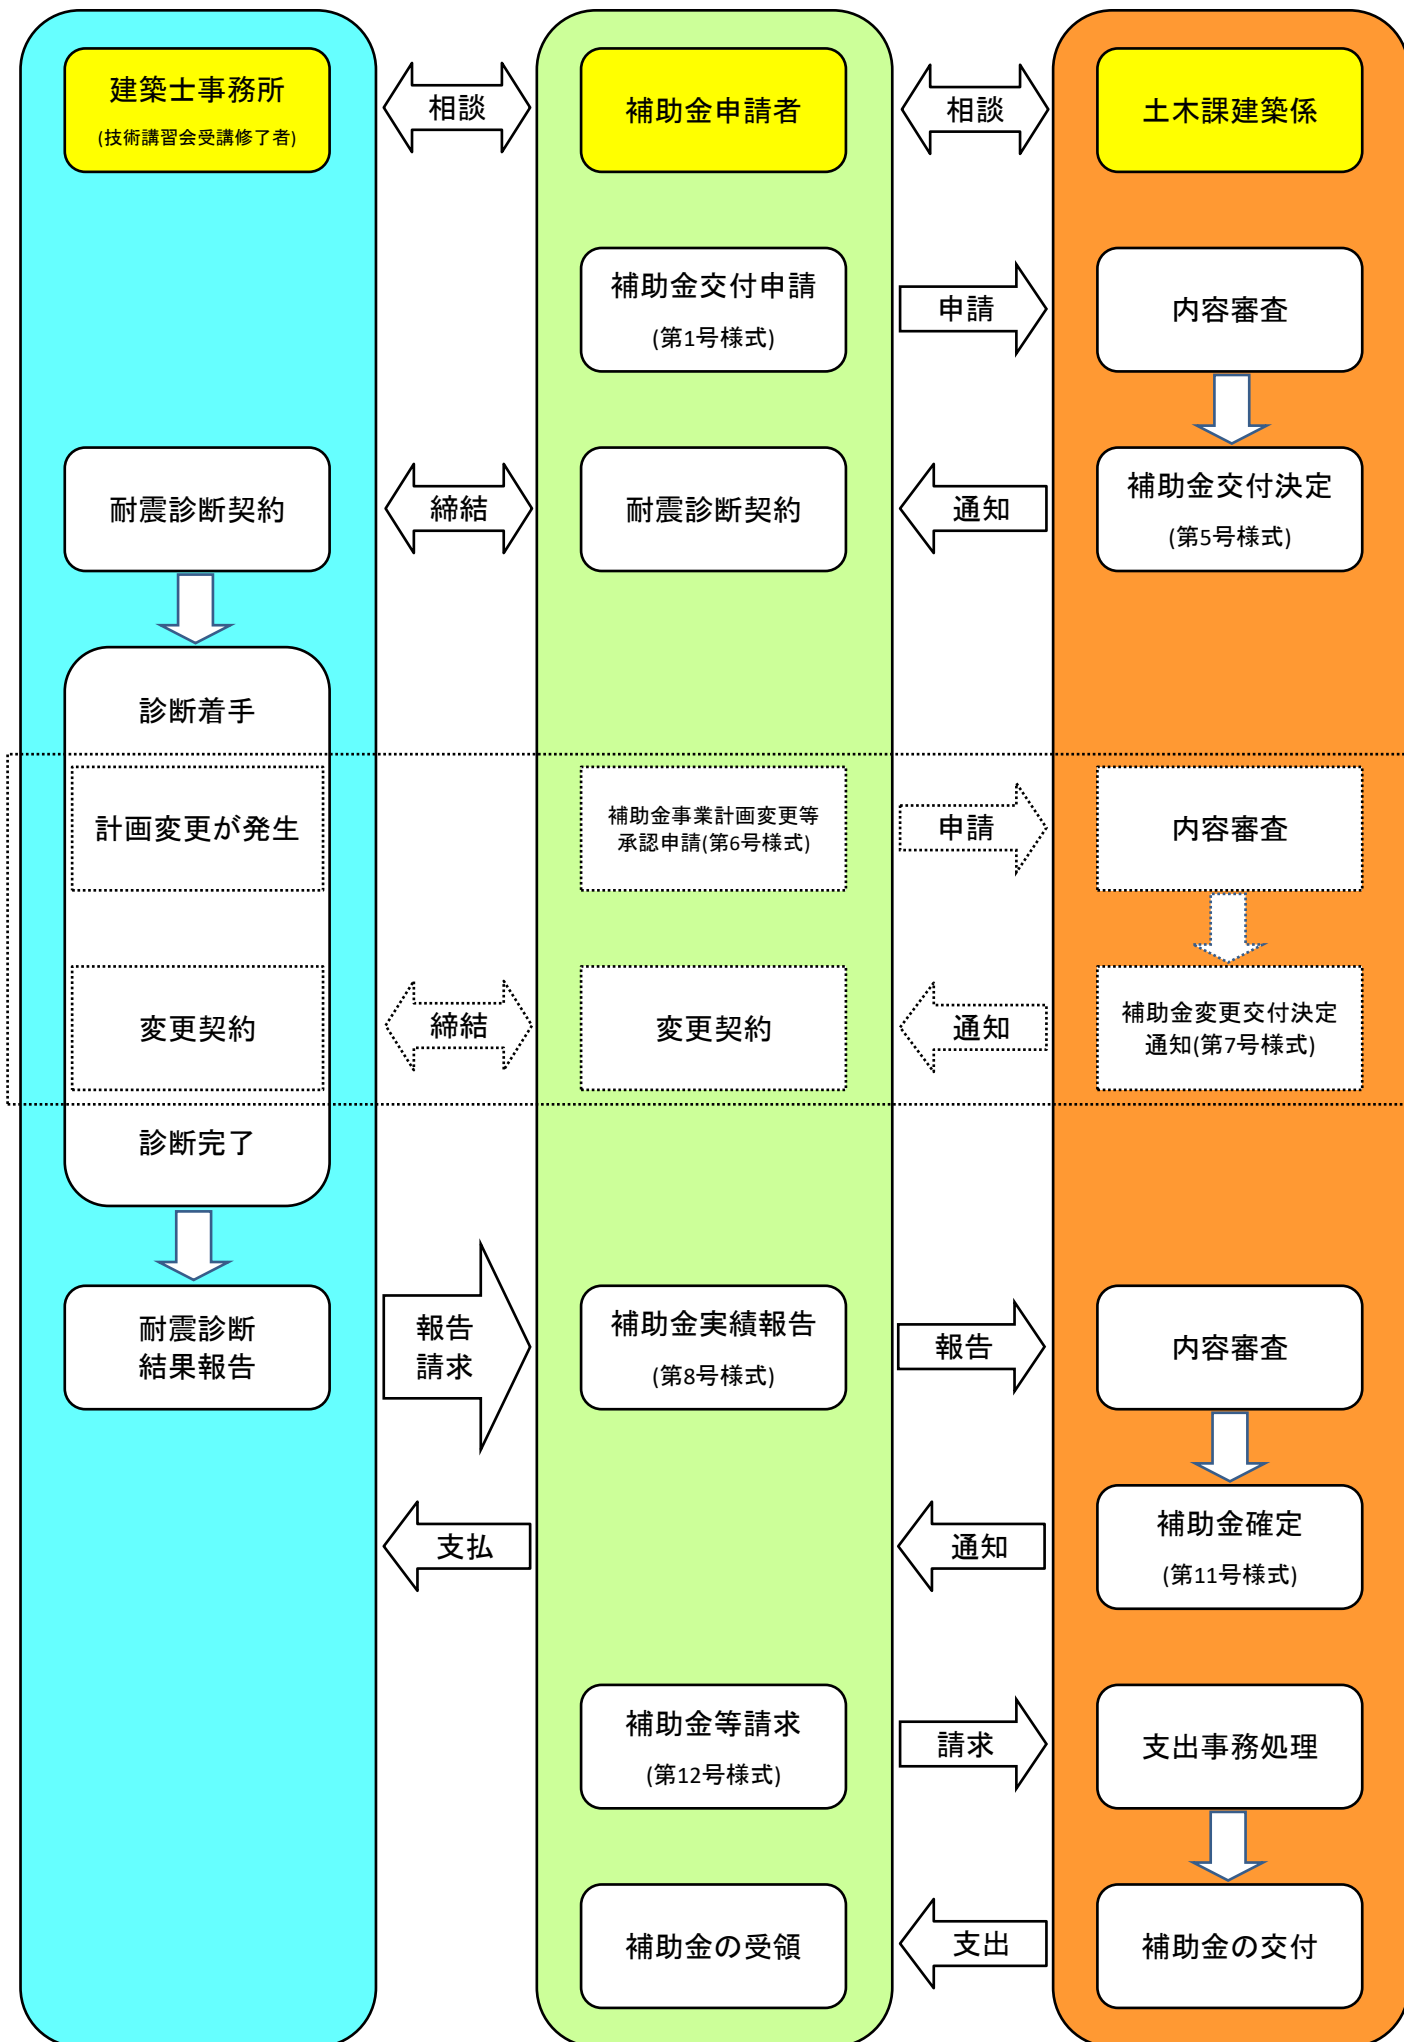 建築士事務所
(技術講習会受講修了者)
相談
補助金申請者
相談
土木課建築係
補助金交付申請
(第1号様式)
申請
内容審査
耐震診断契約
締結
耐震診断契約
通知
補助金交付決定
(第5号様式)
診断着手
計画変更が発生
補助金事業計画変更等
承認申請(第6号様式)
申請
内容審査
変更契約
締結
変更契約
通知
補助金変更交付決定
通知(第7号様式)
診断完了
耐震診断
結果報告
報告
請求
補助金実績報告
(第8号様式)
報告
内容審査
支払
通知
補助金確定
(第11号様式)
補助金等請求
(第12号様式)
請求
支出事務処理
補助金の受領
支出
補助金の交付